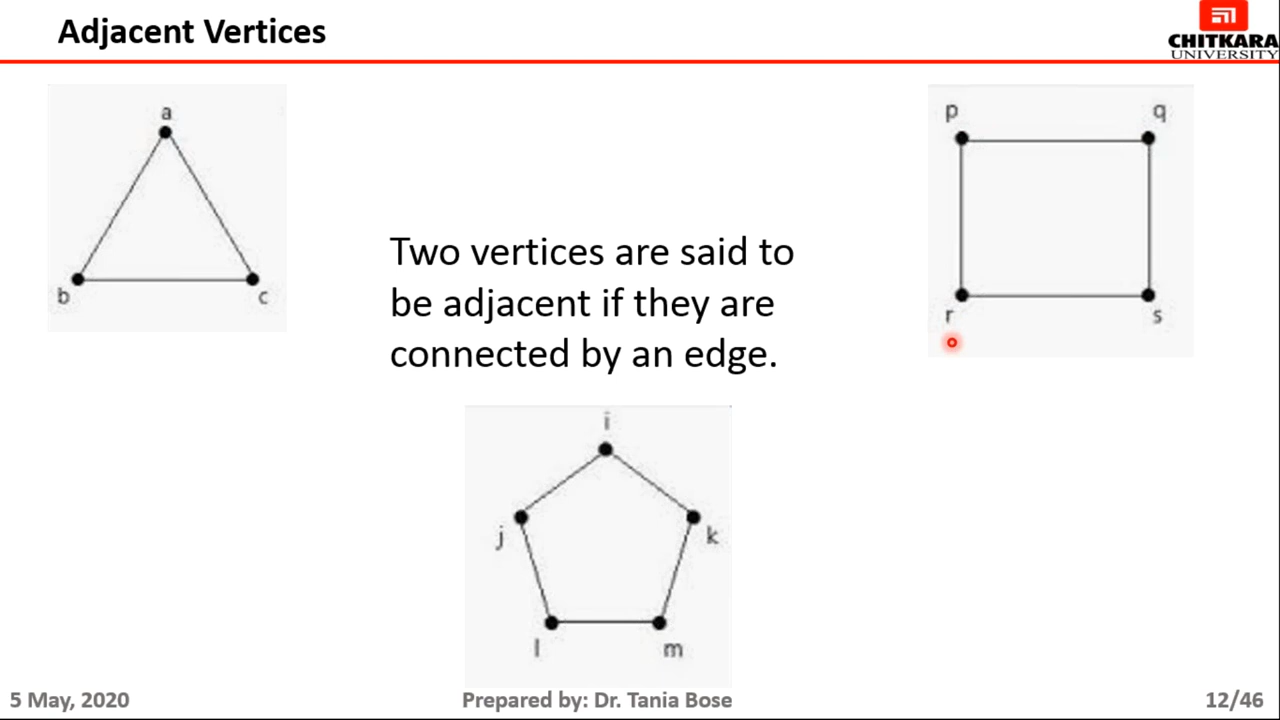 Adjacent Vertices
CHITKARA
UNIVERSITY
a
b
c
p
q
r
s
Two vertices are said to
be adjacent if they are
connected by an edge.
i
j
k
l
m
5 May, 2020
Prepared by: Dr. Tania Bose
12/46